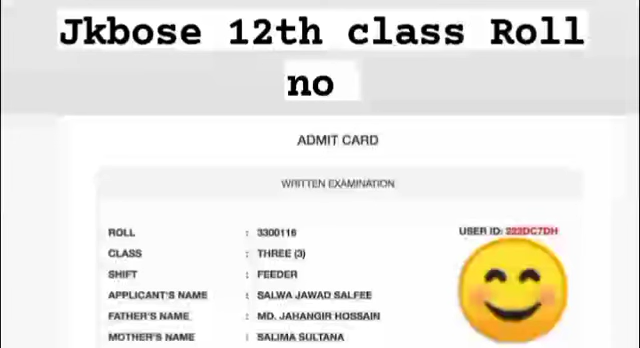 Jkbose 12th class Roll
no
ADMIT CARD
WRITTEN EXAMINATION
ROLL : 3300116
USER ID: 222DC7DH
CLASS : THREE (3)
SHIFT : FEEDER
APPLICANT'S NAME : SALWA JAWAD SALFEE
FATHER'S NAME : MD. JAHANGIR HOSSAIN
MOTHER'S NAME : SALIMA SULTANA